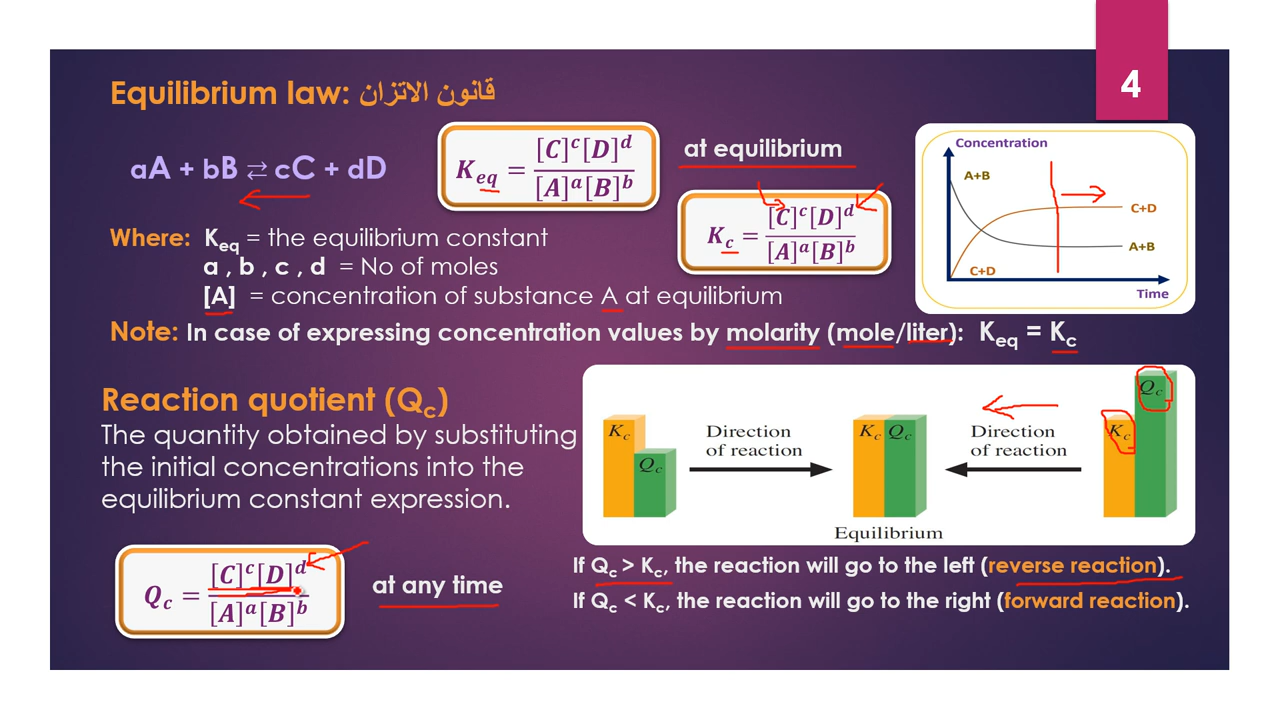 4
Equilibrium law: قانون الاتزان
aA + bB ⇄ cC + dD
K_eq = [C]^c[D]^d / [A]^a[B]^b
at equilibrium
K_c = [C]^c[D]^d / [A]^a[B]^b
Concentration
A+B
C+D
A+B
C+D
Time
Where: K_eq = the equilibrium constant
a , b , c , d = No of moles
[A] = concentration of substance A at equilibrium
Note: In case of expressing concentration values by molarity (mole/liter): K_eq = K_c
Reaction quotient (Q_c)
The quantity obtained by substituting
the initial concentrations into the
equilibrium constant expression.
Q_c = [C]^c[D]^d / [A]^a[B]^b
at any time
K_c
Q_c
Direction
of reaction
K_c Q_c
Equilibrium
Direction
of reaction
K_c
Q_c
If Q_c > K_c, the reaction will go to the left (reverse reaction).
If Q_c < K_c, the reaction will go to the right (forward reaction).